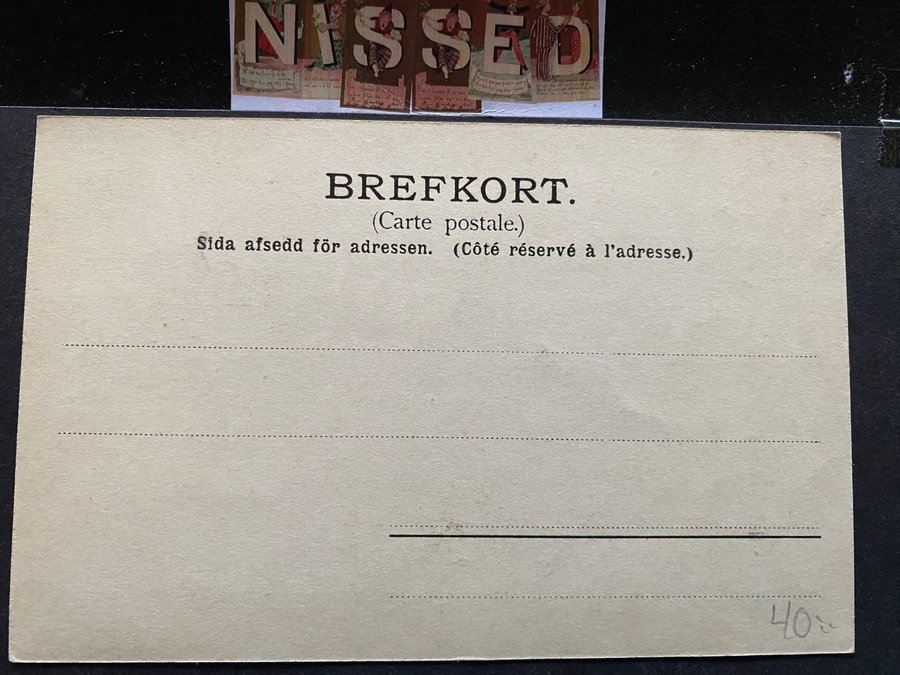 NISSED
BREFKORT.
(Carte postale.)
Sida afsedd för adressen. (Côté réservé à l'adresse.)
40:-